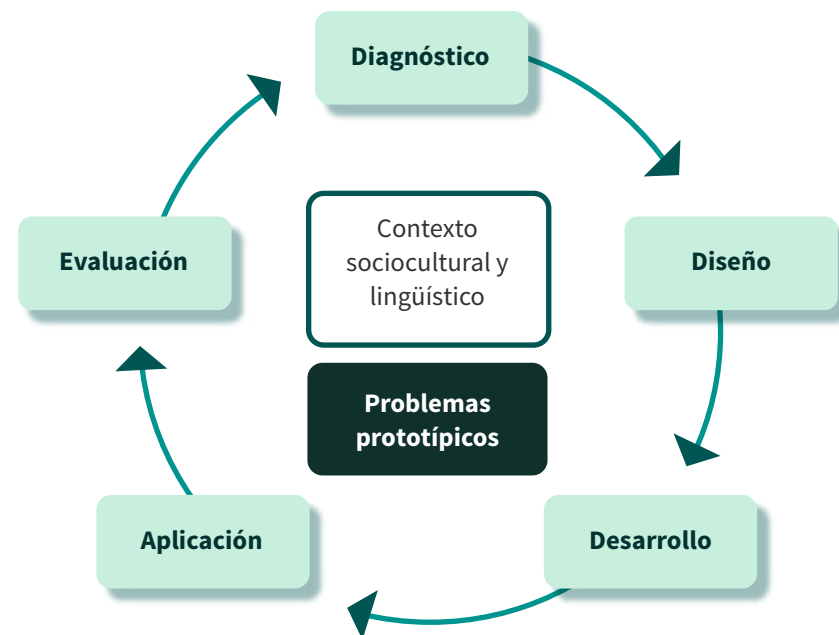 Diagnóstico
Contexto
sociocultural y
lingüístico
Evaluación
Diseño
Problemas
prototípicos
Aplicación
Desarrollo